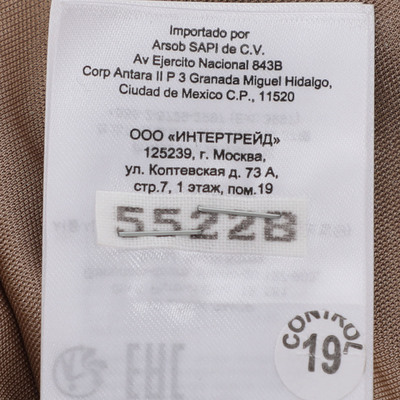 Importado por
Arsob SAPI de C.V.
Av Ejercito Nacional 843B
Corp Antara II P 3 Granada Miguel Hidalgo,
Ciudad de Mexico C.P., 11520
ООО «ИНТЕРТРЕЙД»
125239, г. Москва,
ул. Коптевская д. 73 А,
стр.7, 1 этаж, пом.19
55228
CONTROL
19